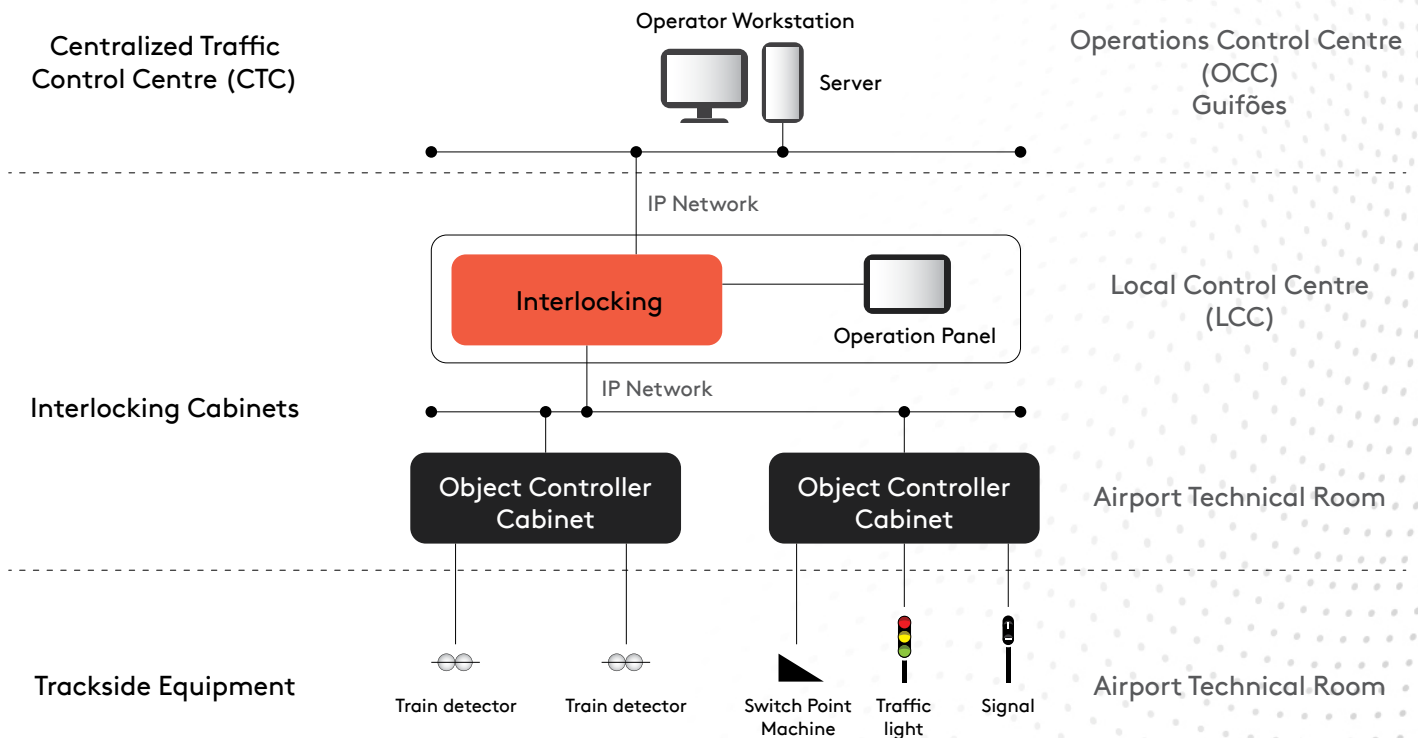 Centralized Traffic
Control Centre (CTC)
Operator Workstation
Server
Operations Control Centre
(OCC)
Guifões
IP Network
Interlocking
Operation Panel
Local Control Centre
(LCC)
IP Network
Interlocking Cabinets
Object Controller
Cabinet
Object Controller
Cabinet
Airport Technical Room
Trackside Equipment
Train detector
Train detector
Switch Point
Machine
Traffic
light
Signal
Airport Technical Room